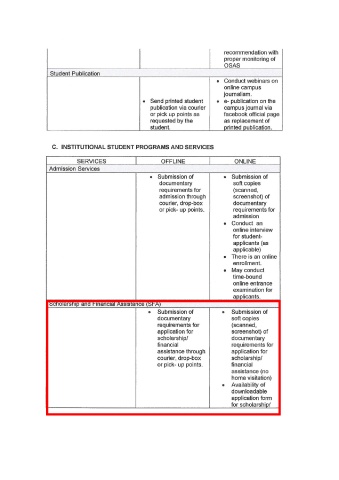 recommendation with
proper monitoring of
OSAS
Student Publication
• Send printed student
publication via courier
or pick up points as
requested by the
student.
• Conduct webinars on
online campus
journalism.
• e- publication on the
campus journal via
facebook official page
as replacement of
printed publication.
C. INSTITUTIONAL STUDENT PROGRAMS AND SERVICES
SERVICES OFFLINE ONLINE
Admission Services
• Submission of
documentary
requirements for
admission through
courier, drop-box
or pick- up points.
• Submission of
soft copies
(scanned,
screenshot) of
documentary
requirements for
admission
• Conduct an
online interview
for student-
applicants (as
applicable)
• There is an online
enrollment.
• May conduct
time-bound
online entrance
examination for
applicants.
Scholarship and Financial Assistance (SFA)
• Submission of
documentary
requirements for
application for
scholarship/
financial
assistance through
courier, drop-box
or pick- up points.
• Submission of
soft copies
(scanned,
screenshot) of
documentary
requirements for
application for
scholarship/
financial
assistance (no
home visitation)
• Availability of
downloadable
application form
for scholarship/